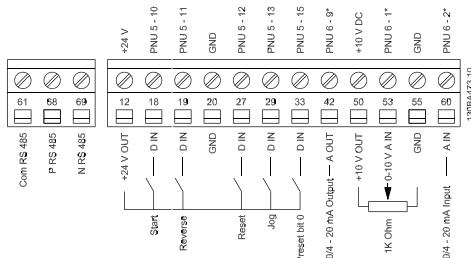 +24 V
PNU 5 - 10
PNU 5 - 11
GND
PNU 5 - 12
PNU 5 - 13
PNU 5 - 15
PNU 6 - 9*
+10 V DC
PNU 6 - 1*
GND
PNU 6 - 2*
61 68 69
12 18 19 20 27 29 33 42 50 53 55 60
Com RS 485
P RS 485
N RS 485
+24 V OUT
D IN
D IN
GND
D IN
D IN
D IN
0/4 - 20 mA Output
A OUT
+10 V OUT
0-10 V A IN
GND
0/4 - 20 mA Input
A IN
Start
Reverse
Reset
Jog
Preset bit 0
1K Ohm
130BA473.10